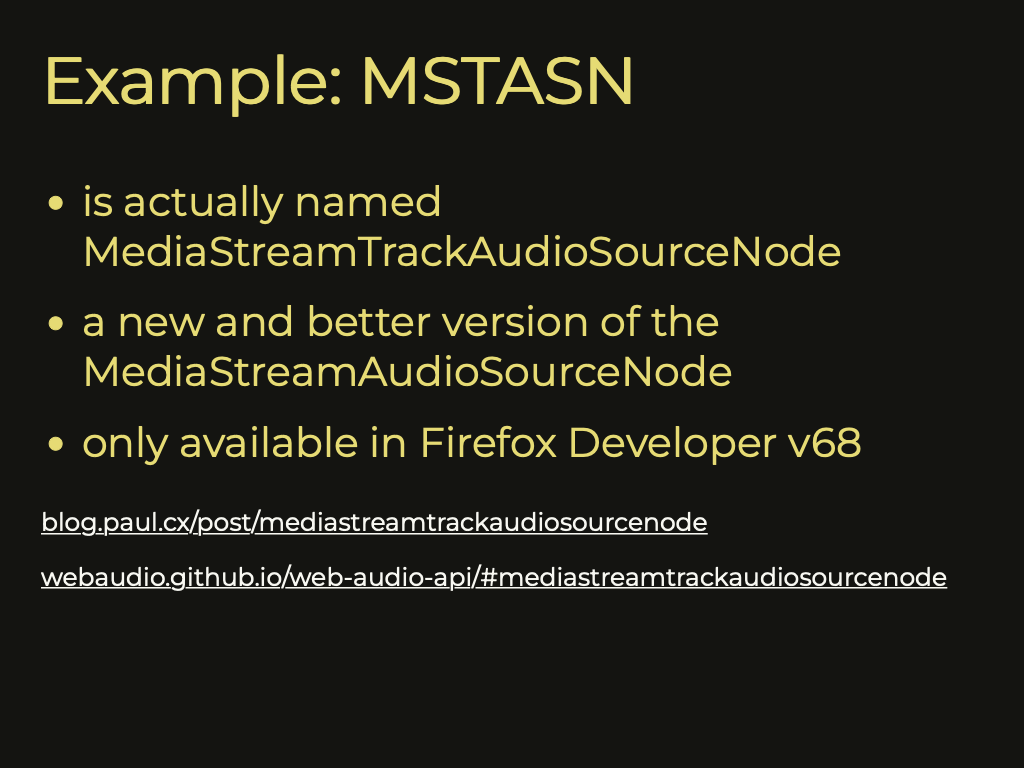 Example: MSTASN
• is actually named
MediaStreamTrackAudioSourceNode
• a new and better version of the
MediaStreamAudioSourceNode
• only available in Firefox Developer v68
blog.paul.cx/post/mediastreamtrackaudiosourcenode
webaudio.github.io/web-audio-api/#mediastreamtrackaudiosourcenode